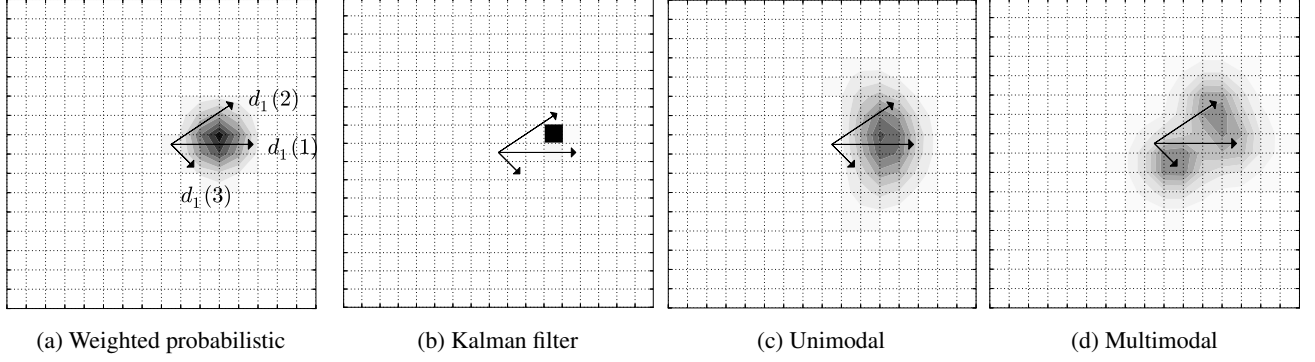 d₁(2)
d₁(1)
d₁(3)
(a) Weighted probabilistic
(b) Kalman filter
(c) Unimodal
(d) Multimodal